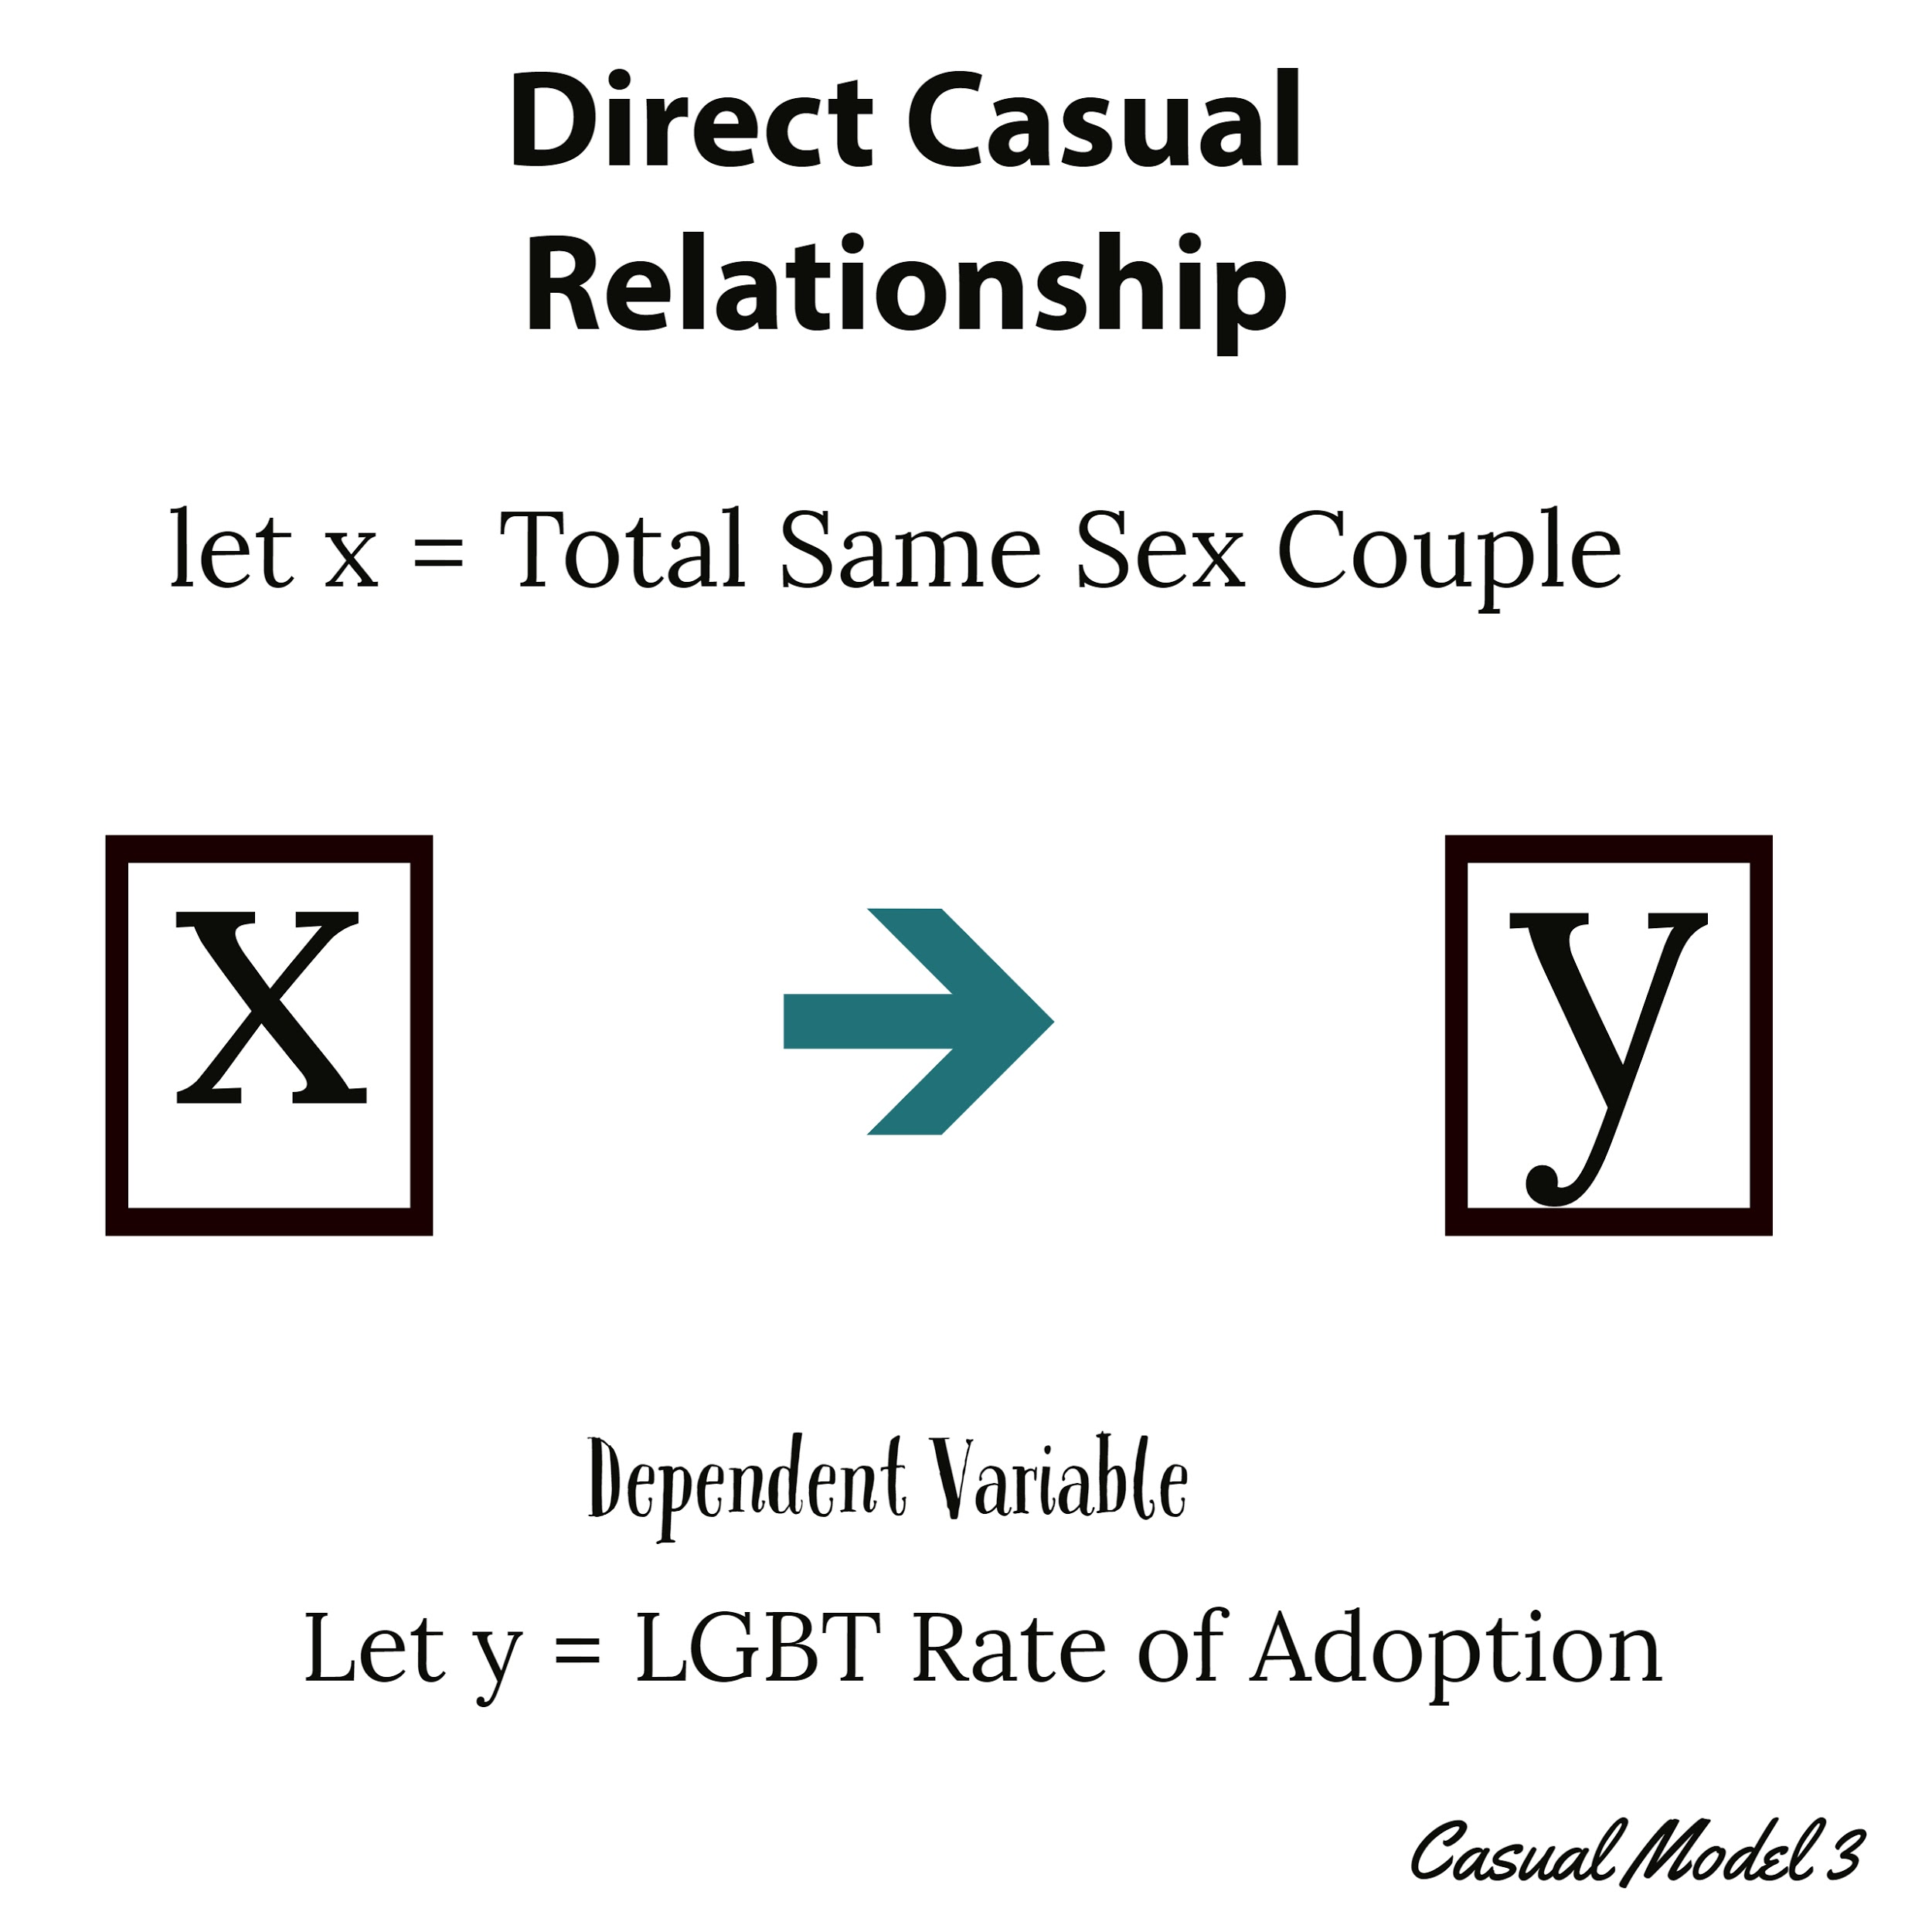 Direct Casual
Relationship
let x = Total Same Sex Couple
x
y
Dependent Variable
Let y = LGBT Rate of Adoption
Casual Model 3